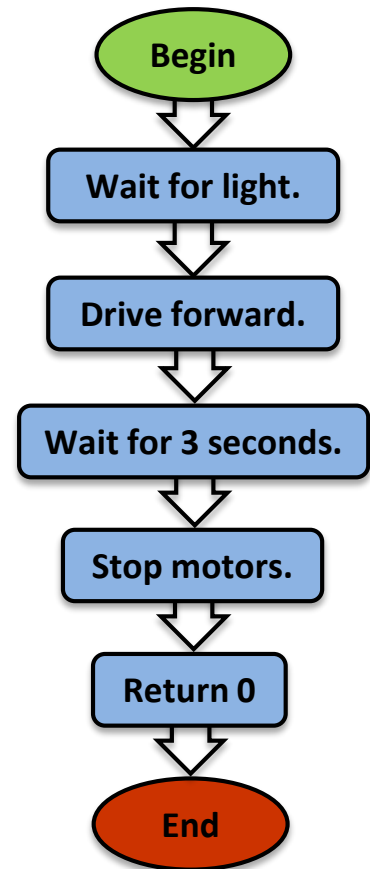 Begin
Wait for light.
Drive forward.
Wait for 3 seconds.
Stop motors.
Return 0
End